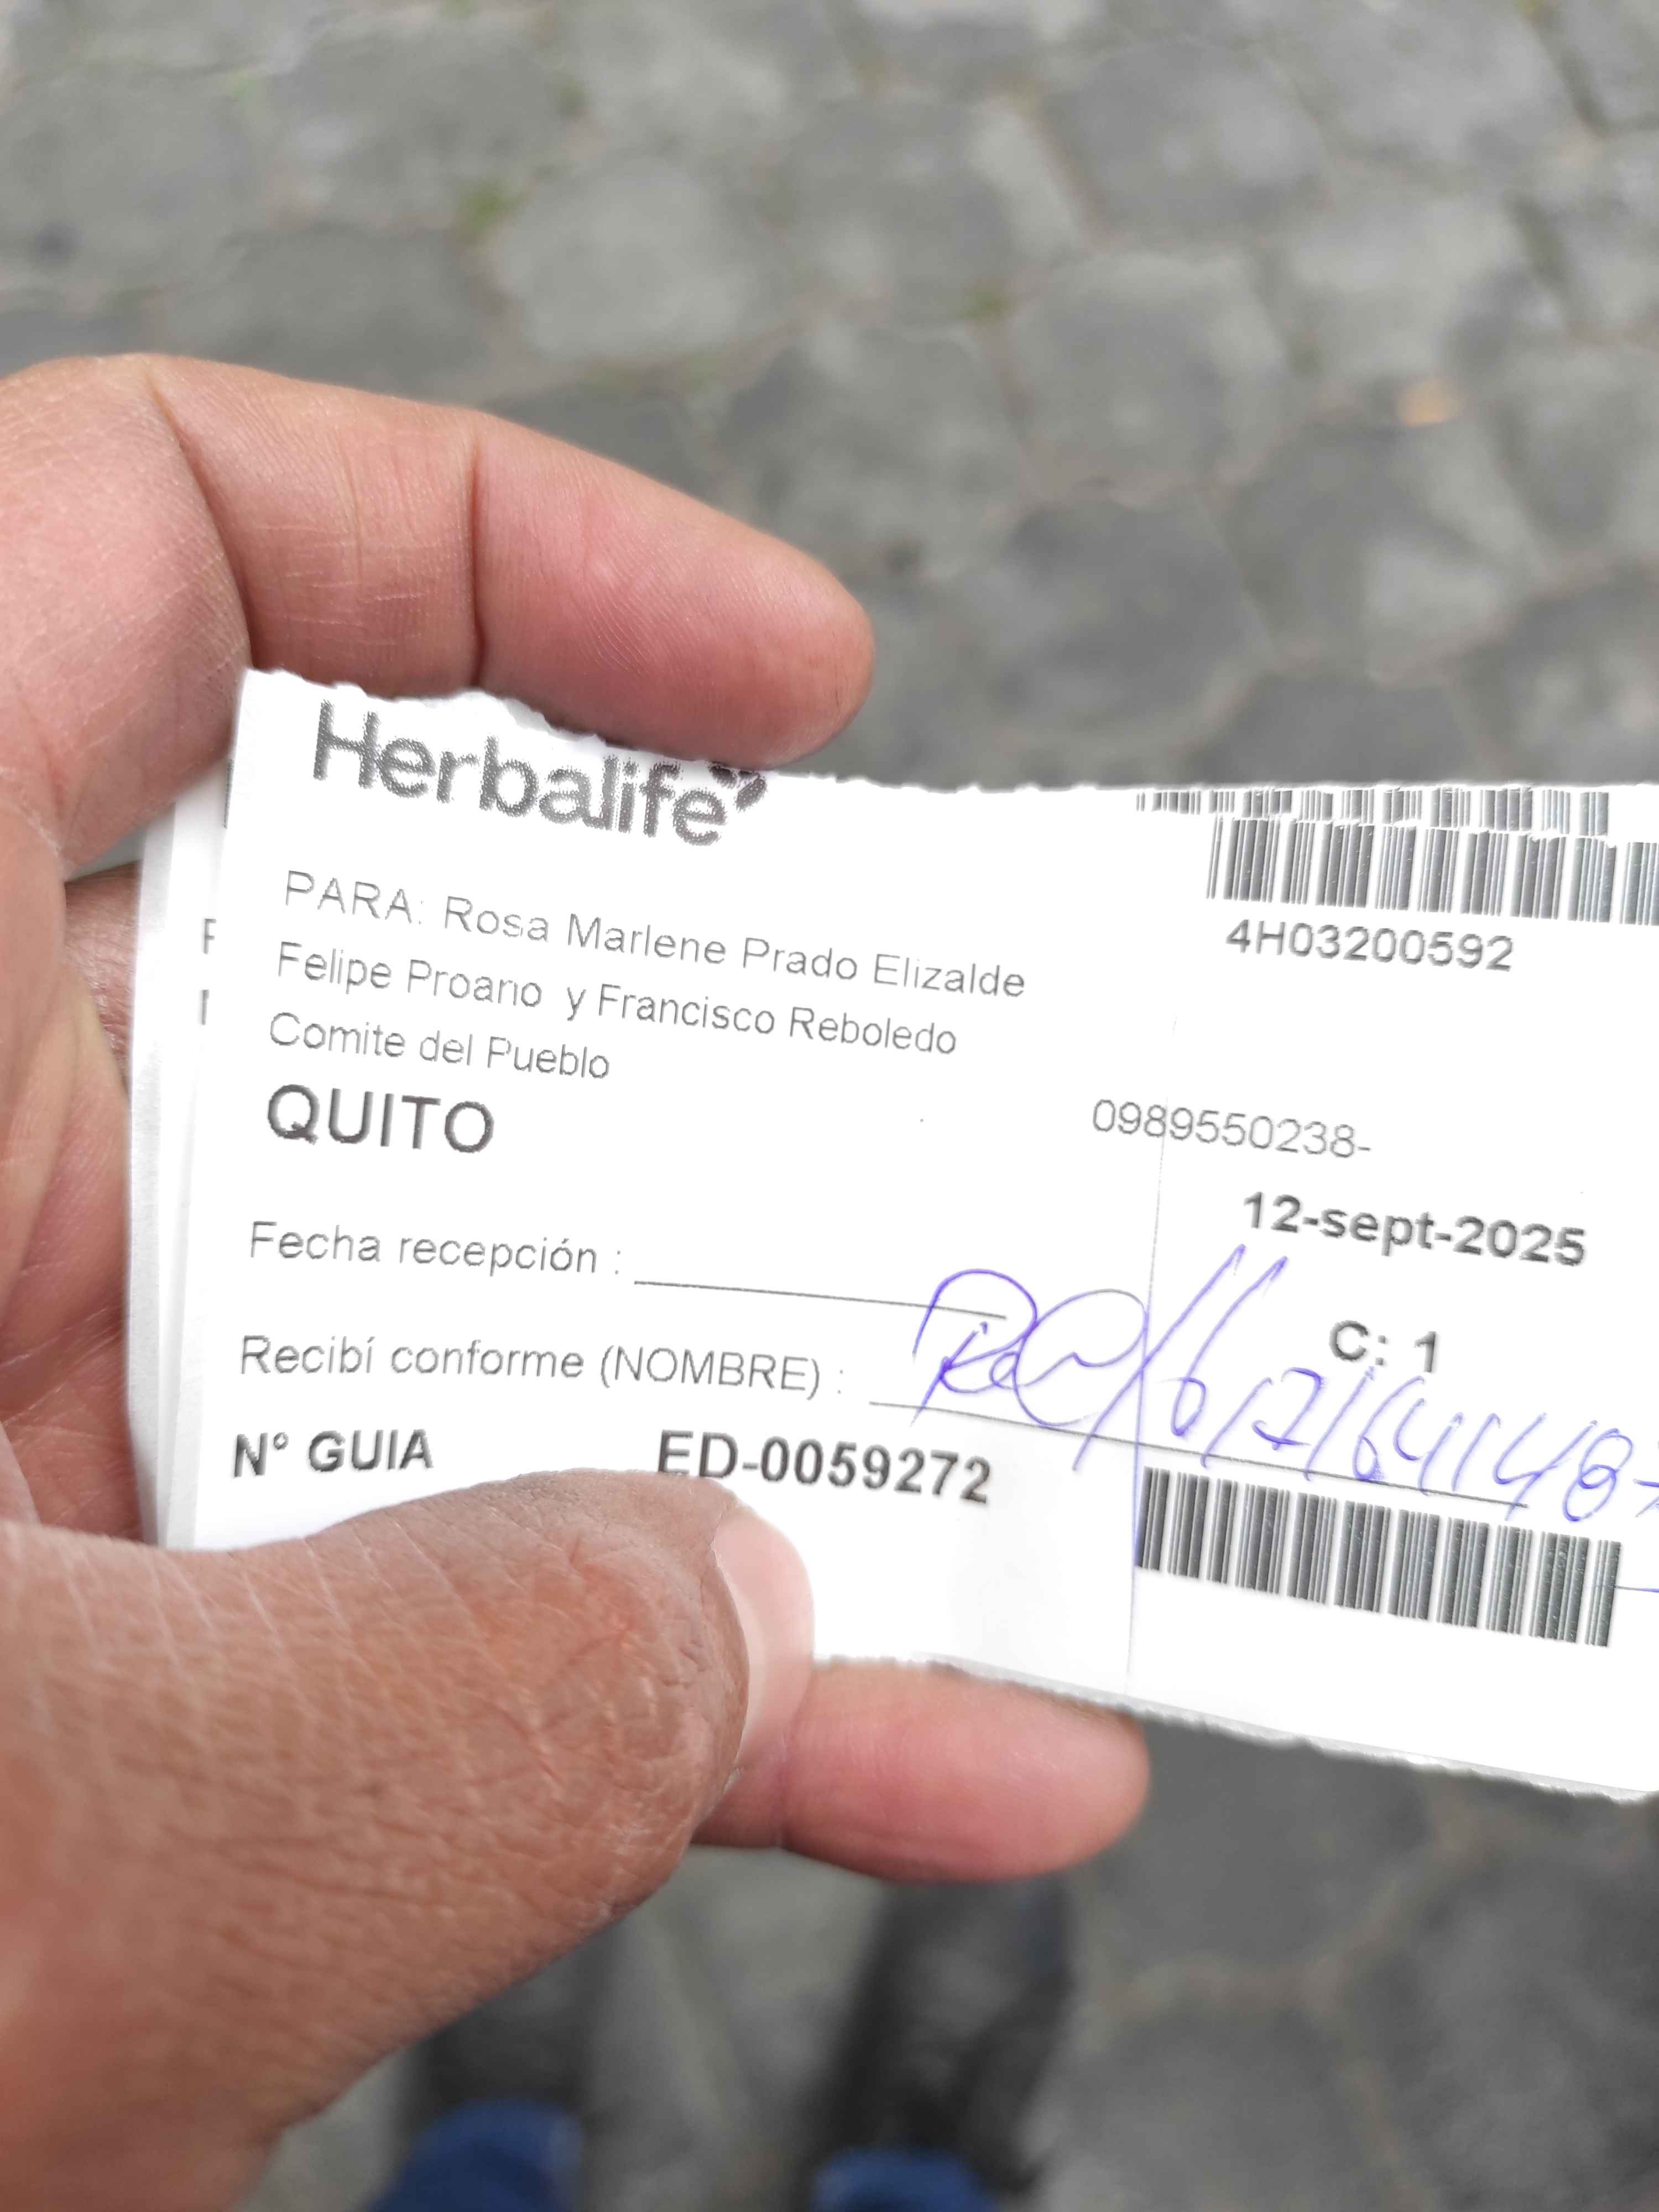 Herbalife
4H03200592
PARA: Rosa Marlene Prado Elizalde
Felipe Proano y Francisco Reboledo
Comite del Pueblo
QUITO
0989550238-
12-sept-2025
Fecha recepción :
C: 1
Recibí conforme (NOMBRE) :
N° GUIA ED-0059272